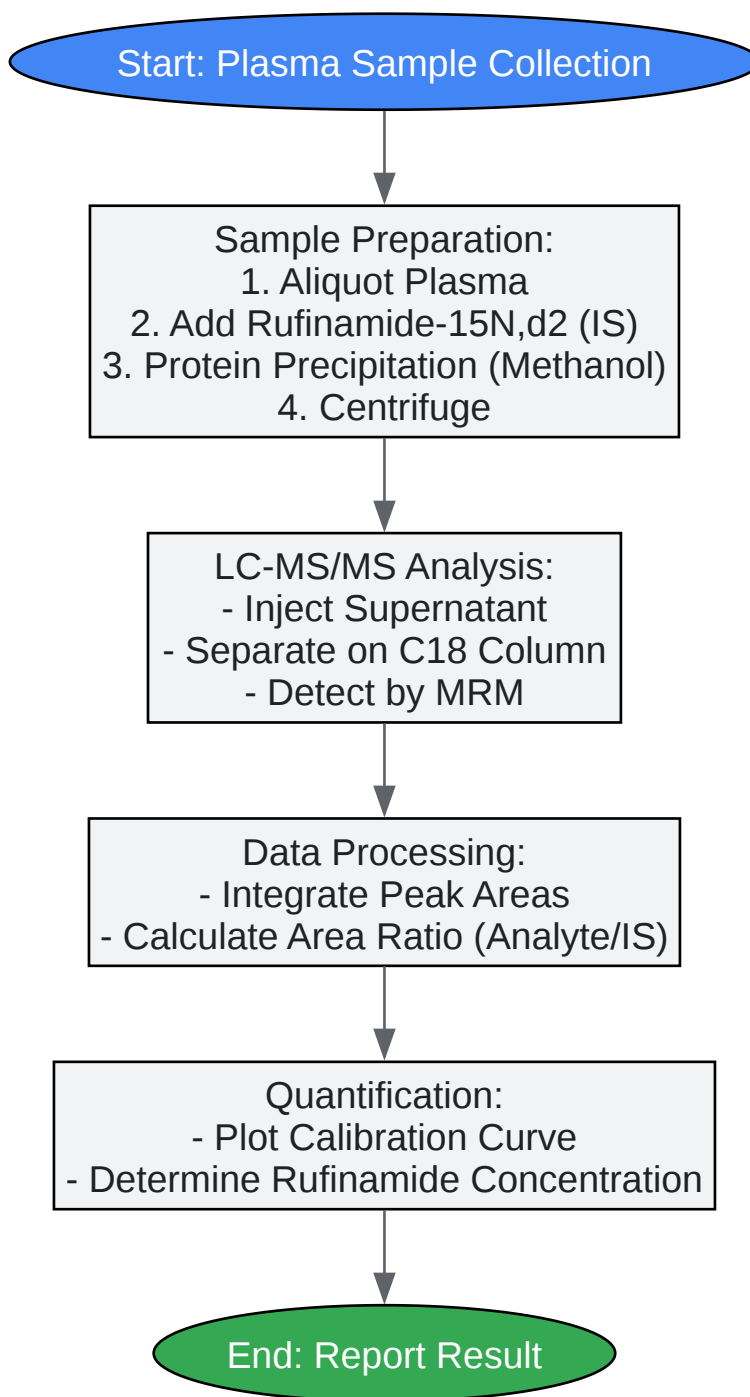 Start: Plasma Sample Collection
Sample Preparation:
1. Aliquot Plasma
2. Add Rufinamide-15N,d2 (IS)
3. Protein Precipitation (Methanol)
4. Centrifuge
LC-MS/MS Analysis:
- Inject Supernatant
- Separate on C18 Column
- Detect by MRM
Data Processing:
- Integrate Peak Areas
- Calculate Area Ratio (Analyte/IS)
Quantification:
- Plot Calibration Curve
- Determine Rufinamide Concentration
End: Report Result